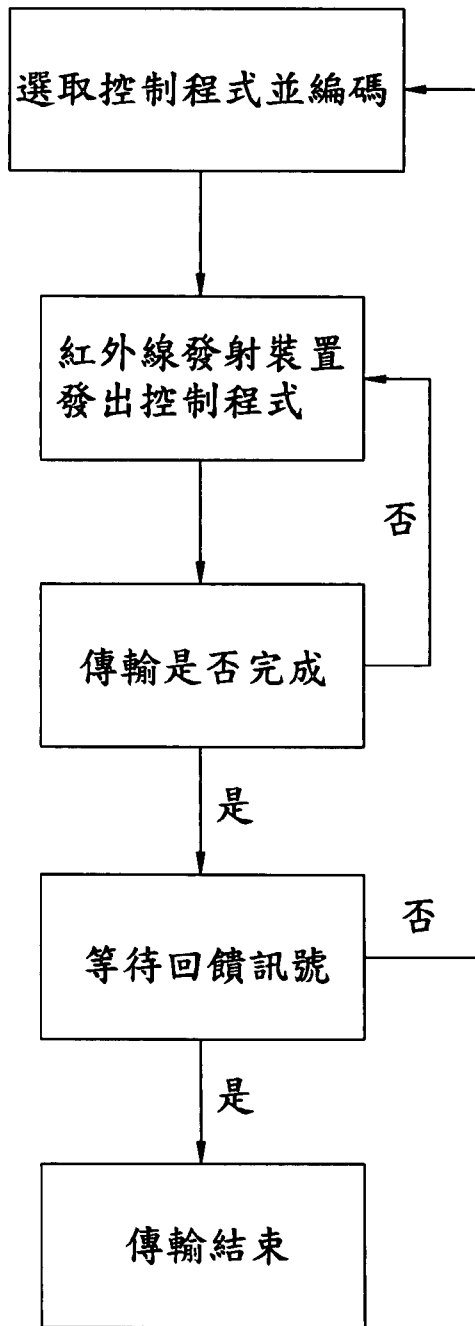 選取控制程式並編碼
紅外線發射裝置
發出控制程式
否
傳輸是否完成
是
否
等待回饋訊號
是
傳輸結束